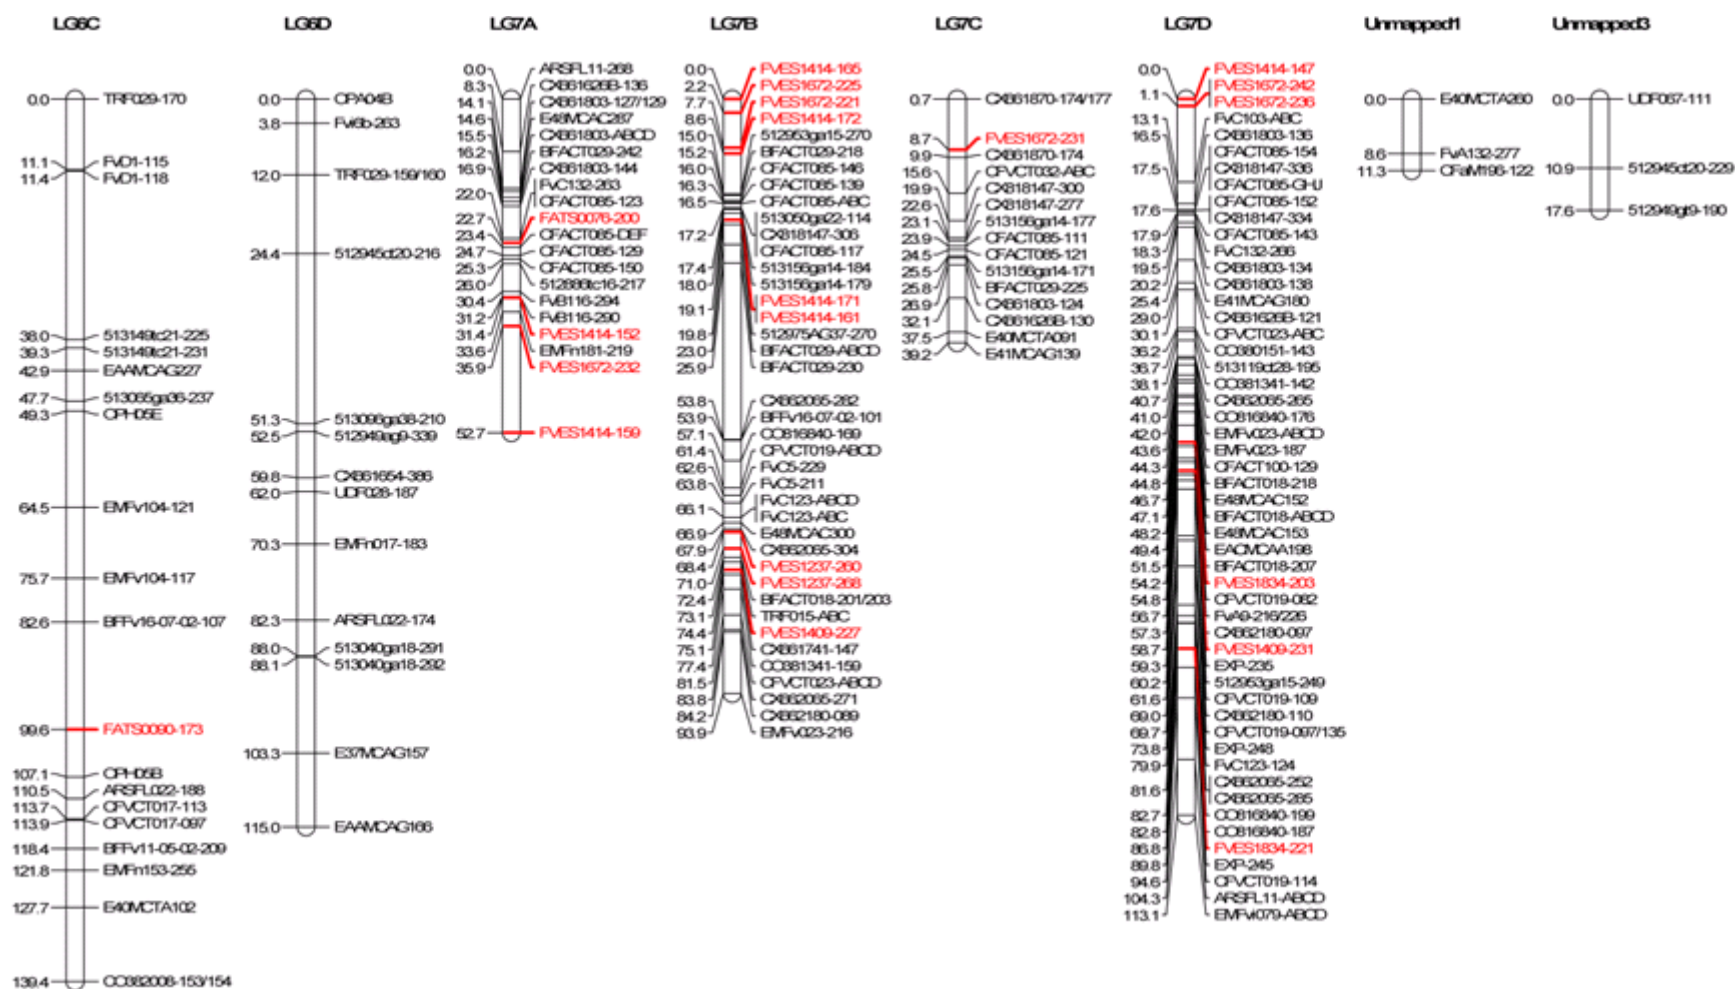 LG6C
0.0 TRF029-170
11.1 FvD1-115
11.4 FvD1-118
38.0 513149tc21-225
39.3 513149tc21-231
42.9 EAAMCAG227
47.7 513065ga36-237
49.3 OPH05E
64.5 EMFv104-121
75.7 EMFv104-117
82.6 BFFv16-07-02-107
99.6 FATS0090-173
107.1 OPH05B
110.5 ARSFL022-188
113.7 CFVCT017-113
113.9 CFVCT017-097
118.4 BFFv11-05-02-209
121.8 EMFn153-255
127.7 E40MCTA102
139.4 CO382008-153/154
LG6D
0.0 OPA04B
3.8 Fvi6b-263
12.0 TRF029-159/160
24.4 512945ct20-216
51.3 513096ga38-210
52.5 512949ag9-339
59.8 CX661654-386
62.0 UDF028-187
70.3 EMFn017-183
82.3 ARSFL022-174
88.0 513040ga18-291
88.1 513040ga18-292
103.3 E37MCAG157
115.0 EAAMCAG166
LG7A
0.0 ARSFL11-268
8.3 CX661626B-136
14.1 CX661803-127/129
14.6 E48MCAC287
15.5 CX661803-ABCD
16.2 BFACT029-242
16.9 CX661803-144
22.0 FVC132-263
CFACT085-123
22.7 FATS0076-200
23.4 CFACT085-DEF
24.7 CFACT085-129
25.3 CFACT085-150
26.0 512886tc16-217
30.4 FvB116-294
31.2 FvB116-290
31.4 FVES1414-152
33.6 EMFn181-219
35.9 FVES1672-232
52.7 FVES1414-159
LG7B
0.0 FVES1414-165
2.2 FVES1672-225
7.7 FVES1672-221
8.6 FVES1414-172
15.0 512953ga15-270
15.2 BFACT029-218
16.0 CFACT085-146
16.3 CFACT085-139
16.5 CFACT085-ABC
513050ga22-114
17.2 CX818147-306
CFACT085-117
17.4 513156ga14-184
18.0 513156ga14-179
FVES1414-171
19.1 FVES1414-161
19.8 512975AG37-270
23.0 BFACT029-ABCD
25.9 BFACT029-230
53.8 CX662065-282
53.9 BFFv16-07-02-101
57.1 CO816840-169
61.4 CFVCT019-ABCD
62.6 FvC5-229
63.8 FvC5-211
66.1 FvC123-ABCD
FvC123-ABC
66.9 E48MCAC300
67.9 CX662065-304
68.4 FVES1237-260
71.0 FVES1237-268
72.4 BFACT018-201/203
73.1 TRF015-ABC
74.4 FVES1409-227
75.1 CX661741-147
77.4 CO381341-159
81.5 CFVCT023-ABCD
83.8 CX662065-271
84.2 CX662180-089
93.9 EMFv023-216
LG7C
0.7 CX661870-174/177
8.7 FVES1672-231
9.9 CX661870-174
15.6 CFVCT032-ABC
19.9 CX818147-300
22.6 CX818147-277
23.1 513156ga14-177
23.9 CFACT085-111
24.5 CFACT085-121
25.5 513156ga14-171
25.8 BFACT029-225
26.9 CX661803-124
32.1 CX661626B-130
37.5 E40MCTA091
39.2 E41MCAG139
LG7D
0.0 FVES1414-147
1.1 FVES1672-242
FVES1672-236
13.1 FVC103-ABC
16.5 CX661803-136
CFACT085-154
17.5 CX818147-336
CFACT085-GHIJ
17.6 CFACT085-152
CX818147-334
17.9 CFACT085-143
18.3 FvC132-266
19.5 CX661803-134
20.2 CX661803-138
25.4 E41MCAG180
29.0 CX661626B-121
30.1 CFVCT023-ABC
36.2 CO380151-143
36.7 513119ct28-195
38.1 CO381341-142
40.7 CX662065-265
41.0 CO816840-176
42.0 EMFv023-ABCD
43.6 EMFv023-187
44.3 CFACT100-129
44.8 BFACT018-218
46.7 E48MCAC152
47.1 BFACT018-ABCD
48.2 E48MCAC153
49.4 EACMCAA198
51.5 BFACT018-207
54.2 FVES1834-203
54.8 CFVCT019-082
56.7 FvA9-216/226
57.3 CX662180-097
58.7 FVES1409-231
59.3 EXP-235
60.2 512953ga15-249
61.6 CFVCT019-109
69.0 CX662180-110
69.7 CFVCT019-097/135
73.8 EXP-248
79.9 FvC123-124
81.6 CX662065-252
CX662065-285
82.7 CO816840-199
82.8 CO816840-187
86.8 FVES1834-221
89.8 EXP-245
94.6 CFVCT019-114
104.3 ARSFL11-ABCD
113.1 EMFvi079-ABCD
Unmapped1
0.0 E40MCTA260
8.6 FvA132-277
11.3 CFaM196-122
Unmapped3
0.0 UDF067-111
10.9 512945ct20-229
17.6 512949gt9-190